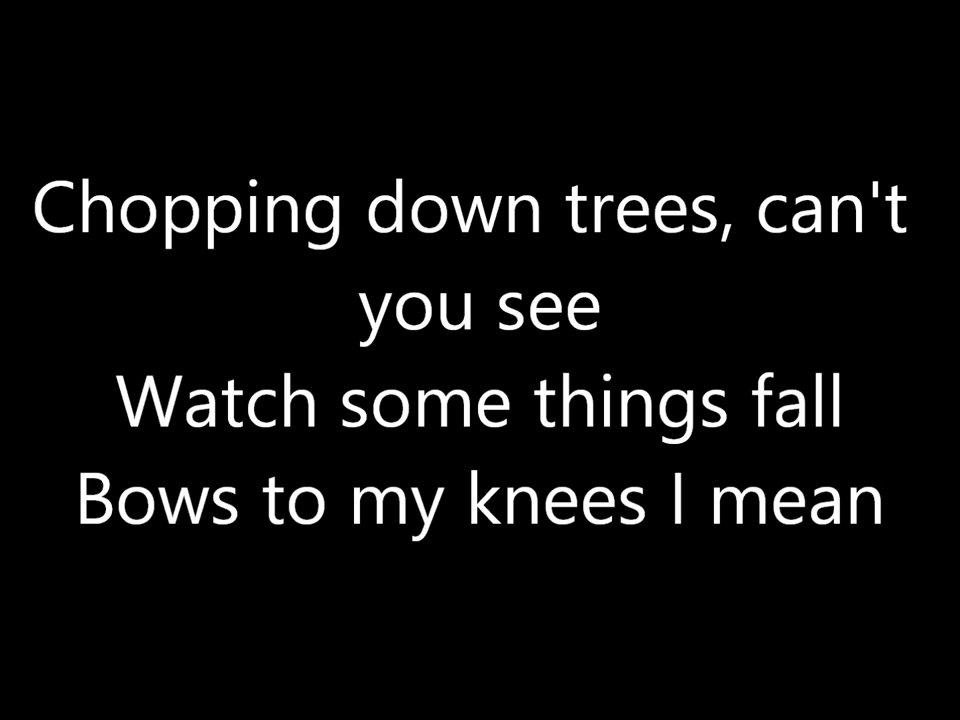 Chopping down trees, can't
you see
Watch some things fall
Bows to my knees I mean